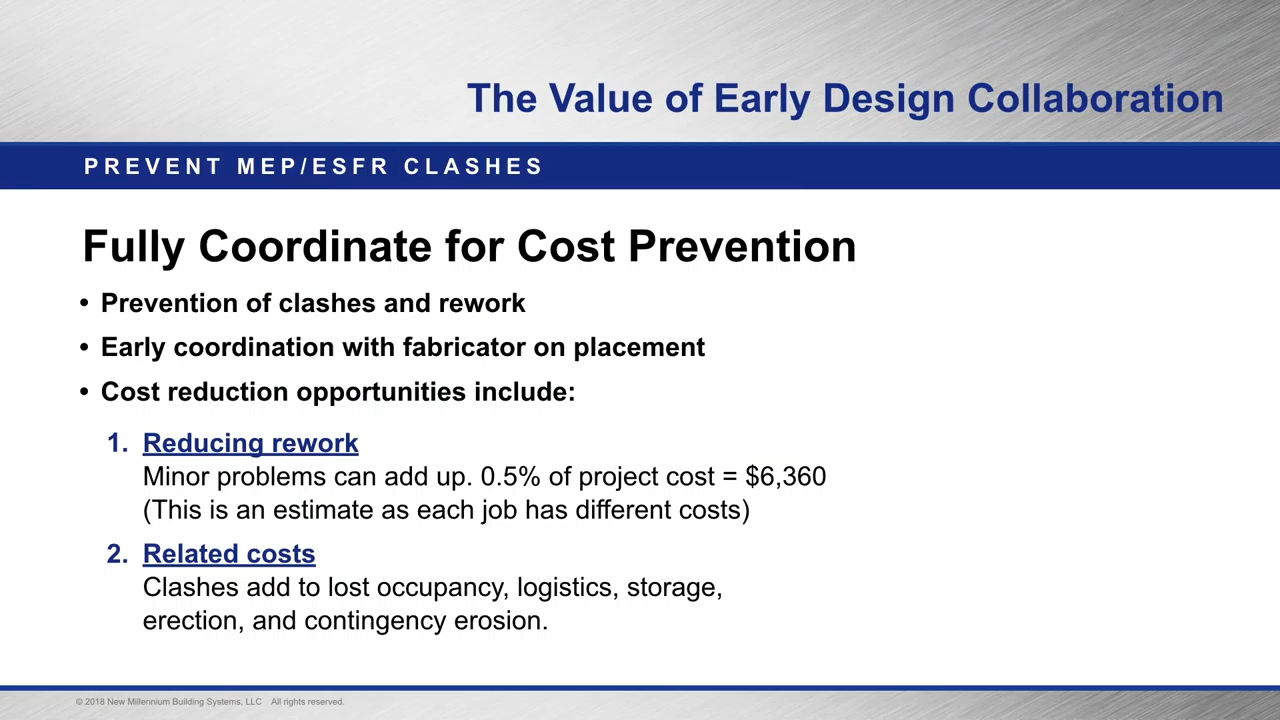 The Value of Early Design Collaboration
PREVENT MEP/ESFR CLASHES
Fully Coordinate for Cost Prevention
• Prevention of clashes and rework
• Early coordination with fabricator on placement
• Cost reduction opportunities include:
1. Reducing rework
Minor problems can add up. 0.5% of project cost = $6,360
(This is an estimate as each job has different costs)
2. Related costs
Clashes add to lost occupancy, logistics, storage,
erection, and contingency erosion.
© 2018 New Millennium Building Systems, LLC All rights reserved.